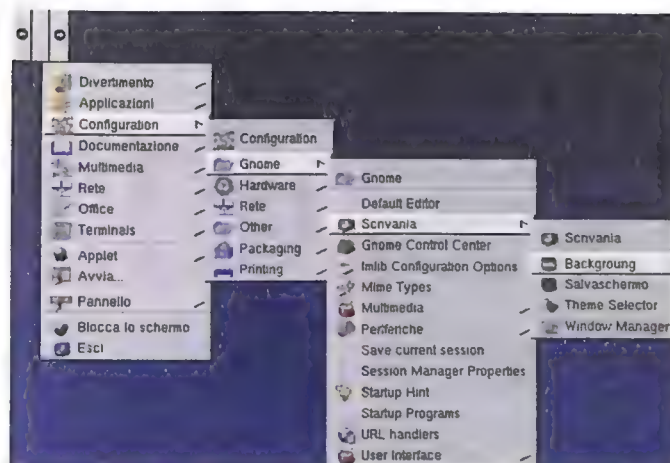 Divertimento
Applicazioni
Configuration
Documentazione
Multimedia
Rete
Office
Terminals
Applet
Avvia...
Pannello
Blocca lo schermo
Esci
Configuration
Gnome
Hardware
Rete
Other
Packaging
Printing
Gnome
Default Editor
Scrivania
Gnome Control Center
Imlib Configuration Options
Mime Types
Multimedia
Periferiche
Save current session
Session Manager Properties
Startup Hint
Startup Programs
URL handlers
User Interface
Scrivania
Backgroung
Salvaschermo
Theme Selector
Window Manager